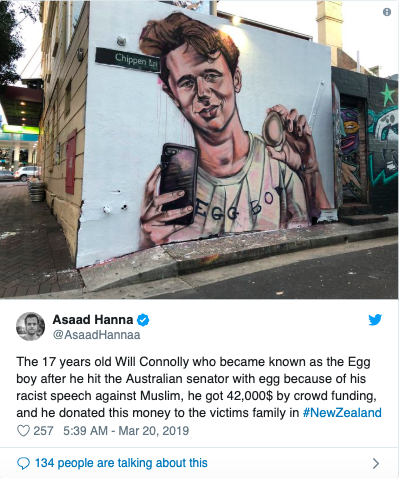 Chippen Ln
EGG BO
Asaad Hanna
@AsaadHannaa
The 17 years old Will Connolly who became known as the Egg
boy after he hit the Australian senator with egg because of his
racist speech against Muslim, he got 42,000$ by crowd funding,
and he donated this money to the victims family in #NewZealand
257 5:39 AM - Mar 20, 2019
134 people are talking about this